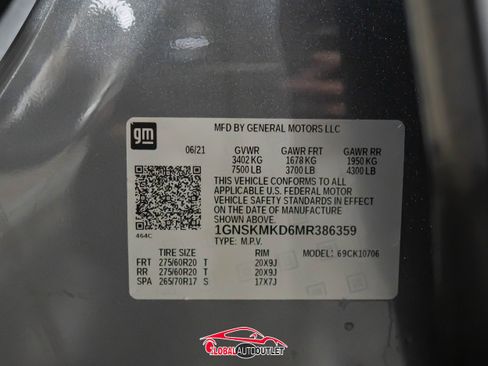 gm
MFD BY GENERAL MOTORS LLC
06/21 GVWR GAWR FRT GAWR RR
3402 KG 1678 KG 1950 KG
7500 LB 3700 LB 4300 LB
THIS VEHICLE CONFORMS TO ALL
APPLICABLE U.S. FEDERAL MOTOR
VEHICLE SAFETY STANDARDS IN EFFECT
ON THE DATE OF MANUFACTURE
SHOWN ABOVE.
464C 1GNSKMKD6MR386359
TYPE: M.P.V. MODEL: 69CK10706
TIRE SIZE RIM
FRT 275/60R20 T 20X9J
RR 275/60R20 T 20X9J
SPA 265/70R17 S 17X7J
GLOBALAUTOOUTLET